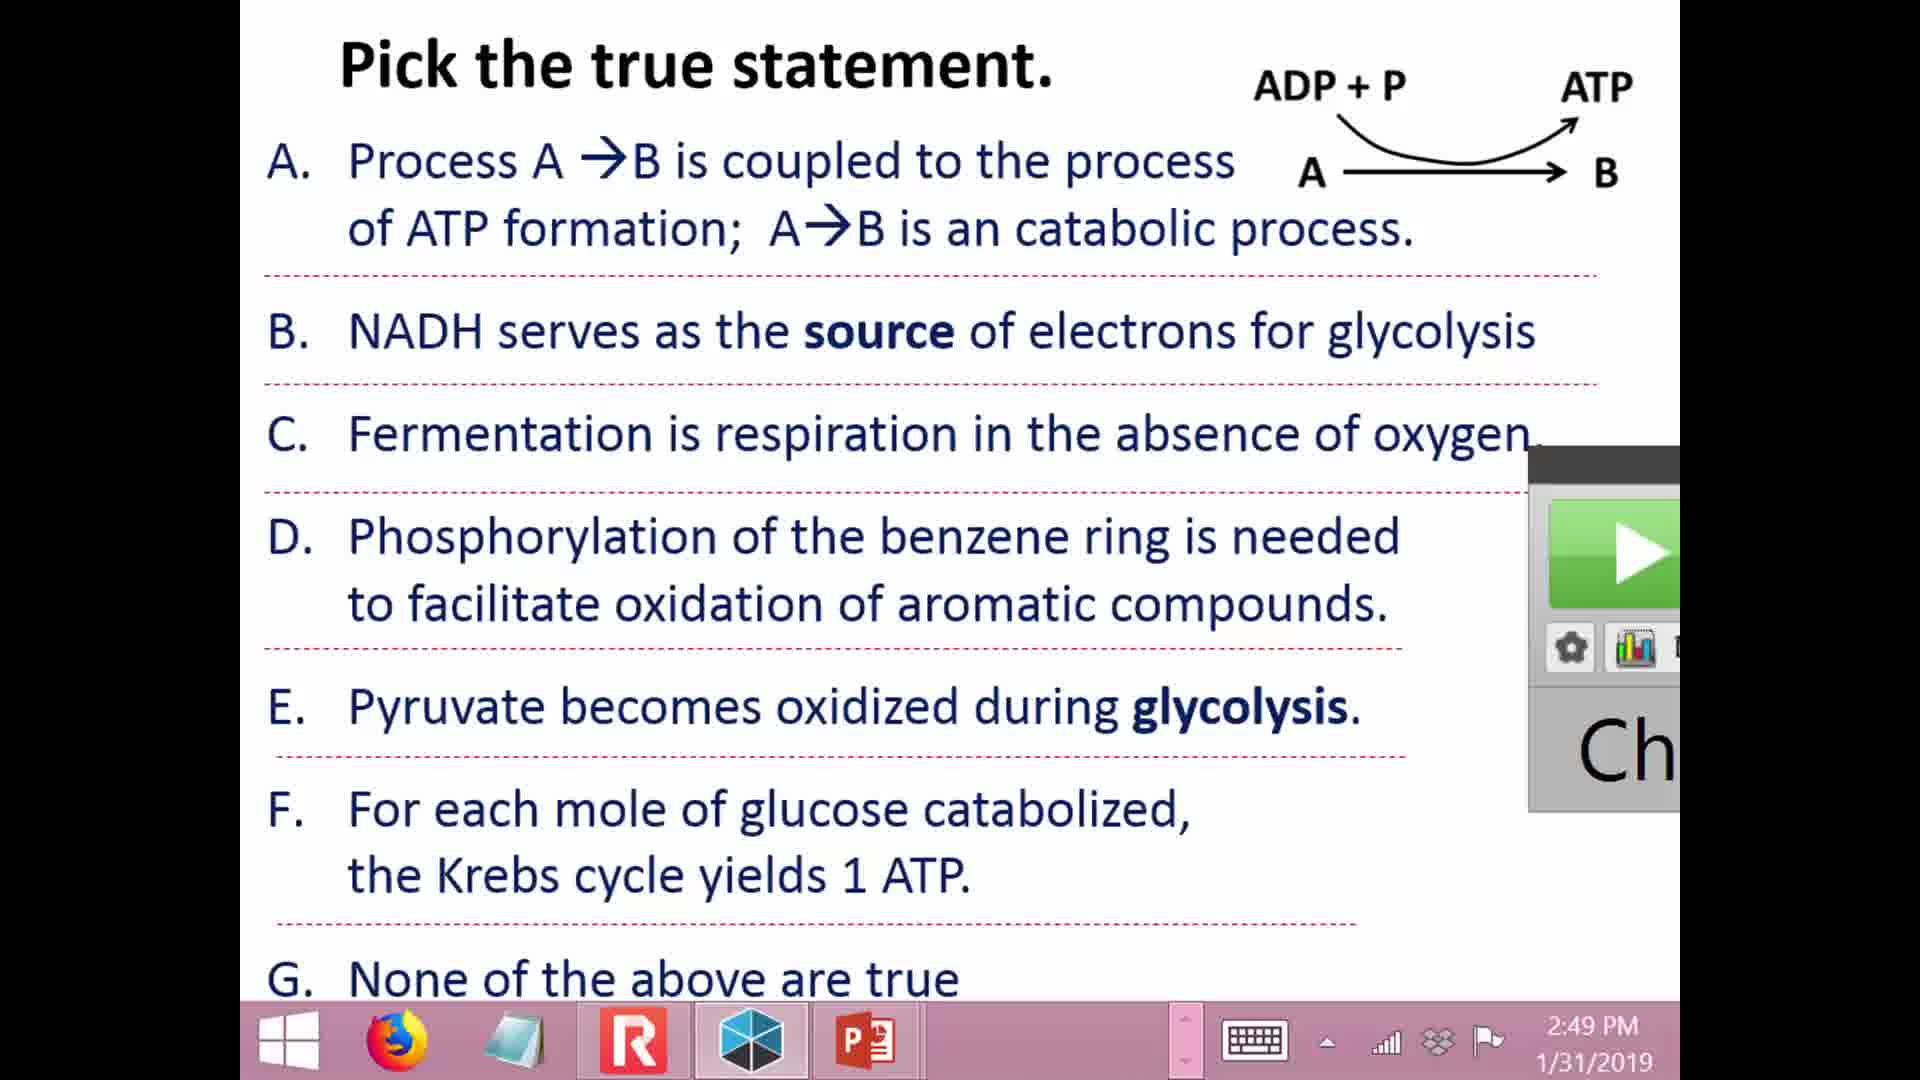 Pick the true statement.
ADP + P ATP
A B
A. Process A →B is coupled to the process
of ATP formation; A→B is an catabolic process.
B. NADH serves as the source of electrons for glycolysis
C. Fermentation is respiration in the absence of oxygen.
D. Phosphorylation of the benzene ring is needed
to facilitate oxidation of aromatic compounds.
E. Pyruvate becomes oxidized during glycolysis.
Ch
F. For each mole of glucose catabolized,
the Krebs cycle yields 1 ATP.
G. None of the above are true
2:49 PM
1/31/2019